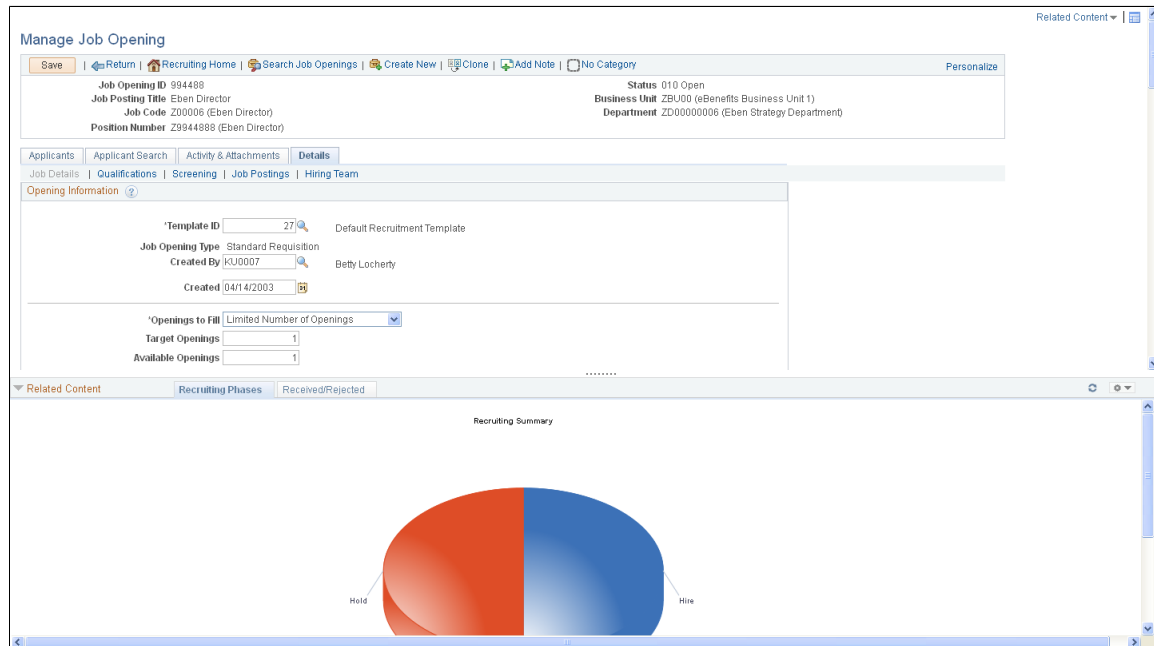 Related Content
Manage Job Opening
Save | Return | Recruiting Home | Search Job Openings | Create New | Clone | Add Note | No Category
Personalize
Job Opening ID 994488
Status 010 Open
Job Posting Title Eben Director
Business Unit ZBU00 (eBenefits Business Unit 1)
Job Code Z00006 (Eben Director)
Department ZD00000006 (Eben Strategy Department)
Position Number Z9944888 (Eben Director)
Applicants Applicant Search Activity & Attachments Details
Job Details | Qualifications | Screening | Job Postings | Hiring Team
Opening Information ?
*Template ID 27 Default Recruitment Template
Job Opening Type Standard Requisition
Created By KU0007 Betty Locherty
Created 04/14/2003 31
*Openings to Fill Limited Number of Openings
Target Openings 1
Available Openings 1
Related Content Recruiting Phases Received/Rejected
Recruiting Summary
Hold
Hire